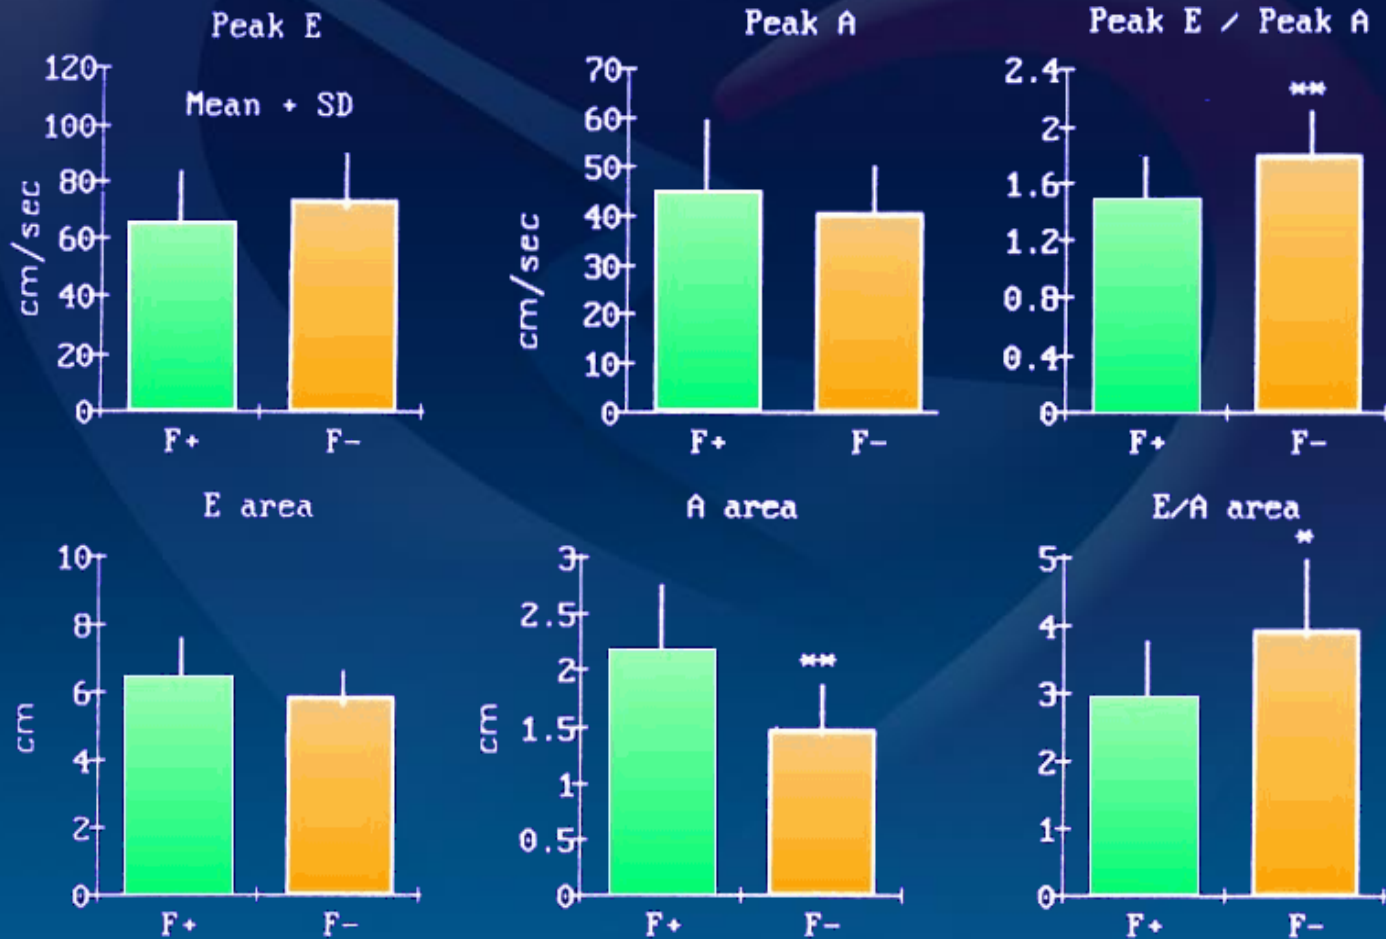 Peak E
Mean + SD
cm/sec
120
100
80
60
40
20
0
F+ F-
Peak A
cm/sec
70
60
50
40
30
20
10
0
F+ F-
Peak E / Peak A
2.4
2
1.6
1.2
0.8
0.4
0
**
F+ F-
E area
cm
10
8
6
4
2
0
F+ F-
A area
cm
3
2.5
2
1.5
1
0.5
0
**
F+ F-
E/A area
*
5
4
3
2
1
0
F+ F-